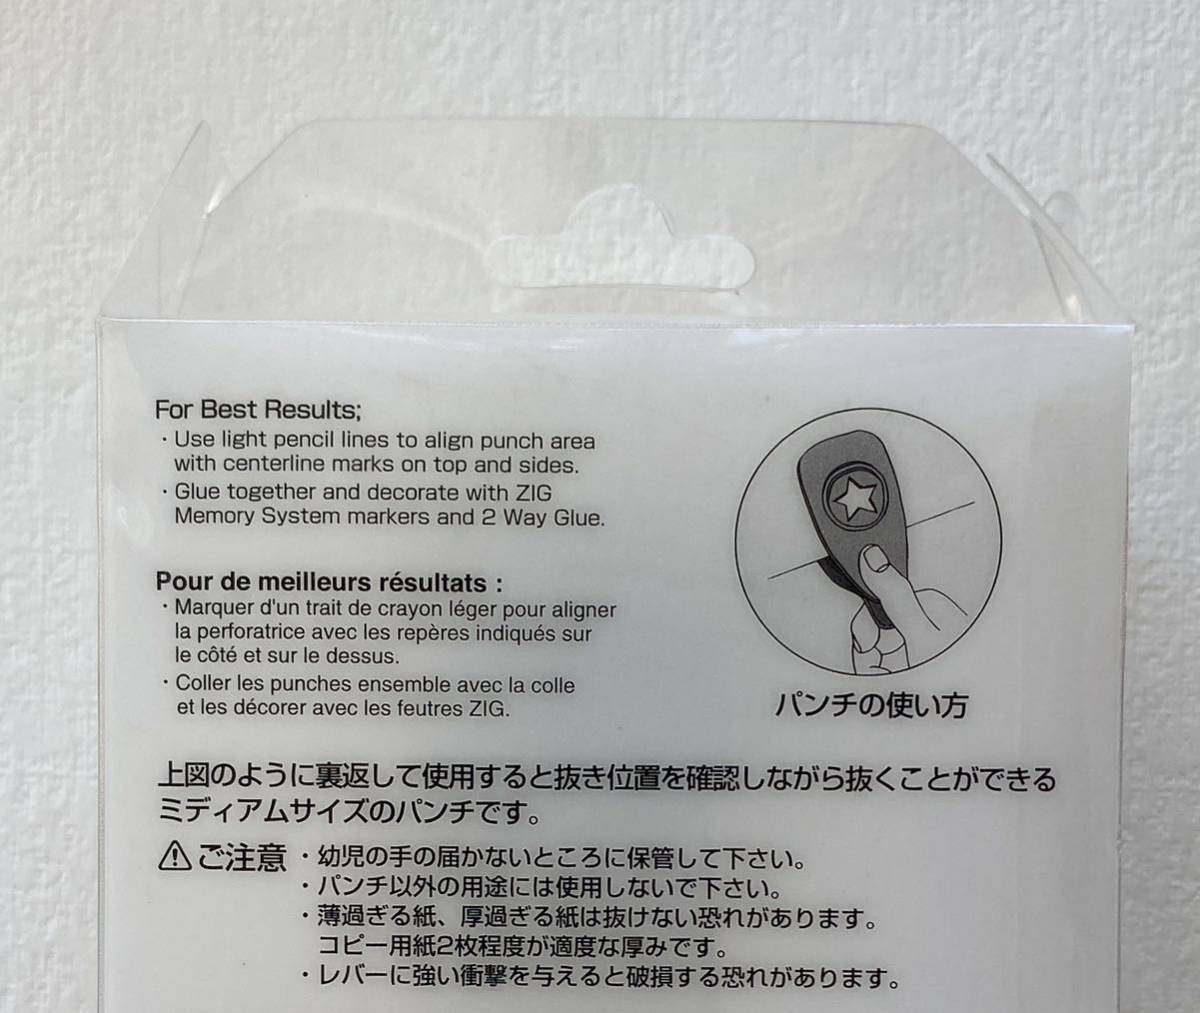 For Best Results;
・Use light pencil lines to align punch area
with centerline marks on top and sides.
・Glue together and decorate with ZIG
Memory System markers and 2 Way Glue.
Pour de meilleurs résultats :
・Marquer d'un trait de crayon léger pour aligner
la perforatrice avec les repères indiqués sur
le côté et sur le dessus.
・Coller les punches ensemble avec la colle
et les décorer avec les feutres ZIG.
パンチの使い方
上図のように裏返して使用すると抜き位置を確認しながら抜くことができる
ミディアムサイズのパンチです。
⚠ご注意 ・幼児の手の届かないところに保管して下さい。
・パンチ以外の用途には使用しないで下さい。
・薄過ぎる紙、厚過ぎる紙は抜けない恐れがあります。
コピー用紙2枚程度が適度な厚みです。
・レバーに強い衝撃を与えると破損する恐れがあります。